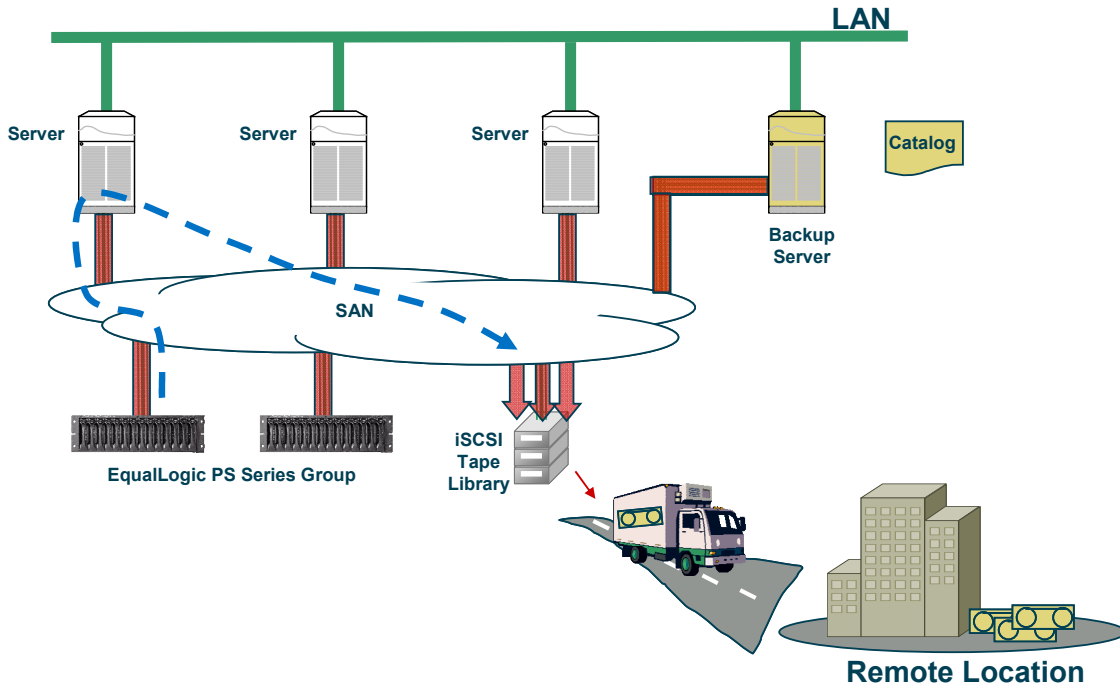 LAN
Server
Server
Server
Catalog
Backup
Server
SAN
iSCSI
Tape
Library
EqualLogic PS Series Group
Remote Location